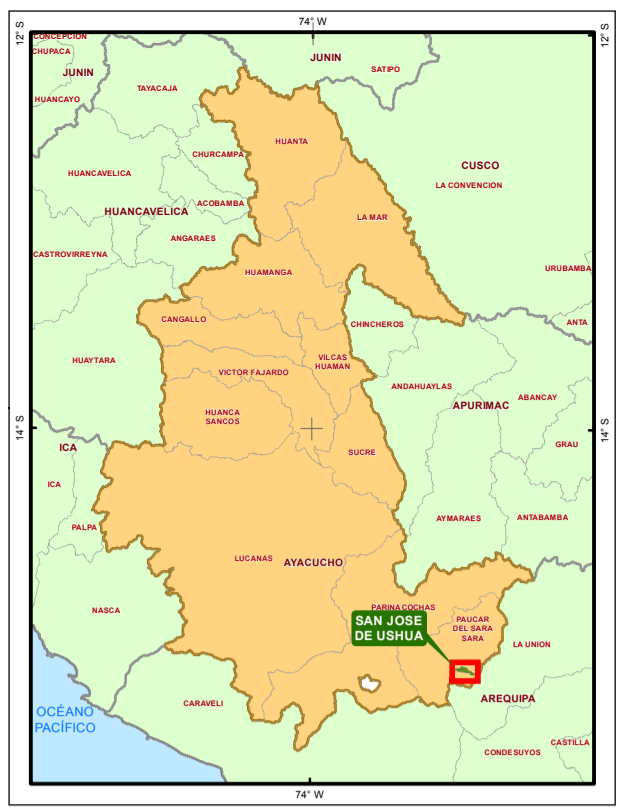 74° W
12° S
12° S
CONCEPCION
CHUPACA
JUNIN
JUNIN
SATIPO
TAYACAJA
HUANCAYO
HUANTA
CHURCAMPA
CUSCO
HUANCAVELICA
LA CONVENCION
ACOBAMBA
HUANCAVELICA
LA MAR
ANGARAES
CASTROVIRREYNA
URUBAMBA
HUAMANGA
CANGALLO
CHINCHEROS
ANTA
HUAYTARA
VILCAS
HUAMAN
VICTOR FAJARDO
ANDAHUAYLAS
ABANCAY
APURIMAC
HUANCA
SANCOS
14° S
14° S
GRAU
ICA
SUCRE
ICA
AYMARAES
ANTABAMBA
PALPA
LUCANAS
AYACUCHO
NASCA
PARINACOCHAS
SAN JOSE
DE USHUA
PAUCAR
DEL SARA
SARA
LA UNION
CARAVELI
AREQUIPA
OCÉANO
PACÍFICO
CASTILLA
CONDESUYOS
74° W